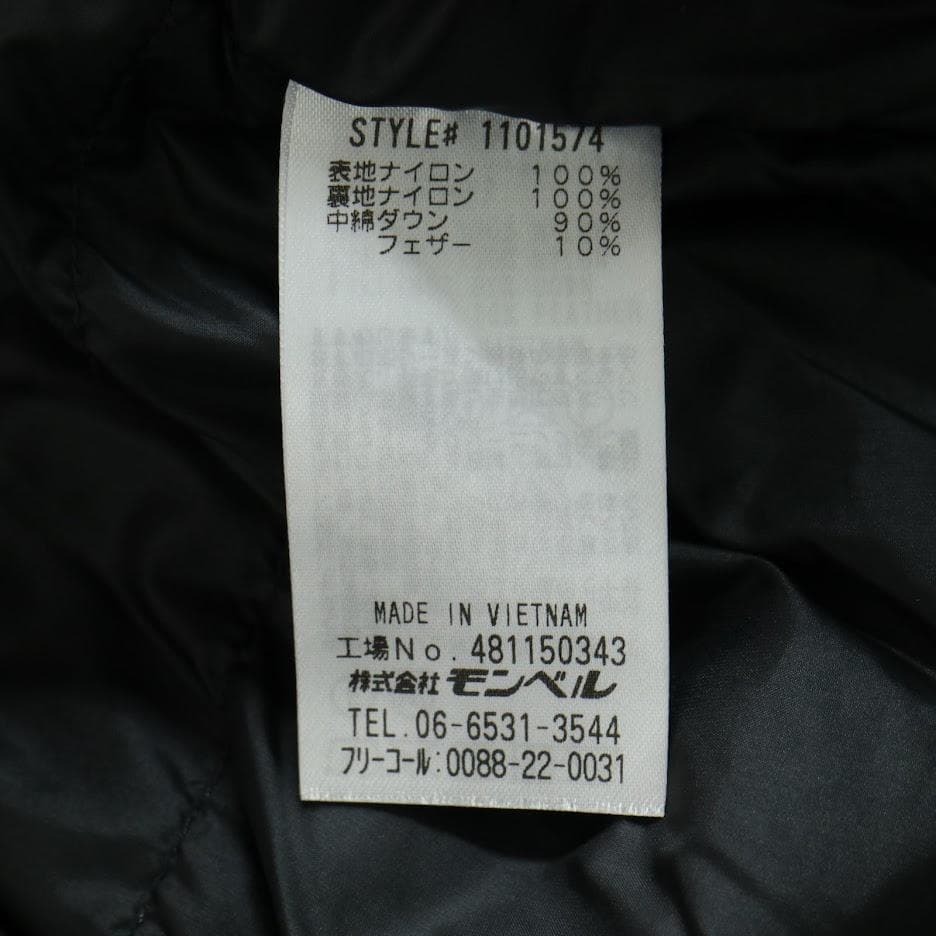 STYLE# 1101574
表地ナイロン 100%
裏地ナイロン 100%
中綿ダウン 90%
フェザー 10%
MADE IN VIETNAM
工場No. 481150343
株式会社モンベル
TEL. 06-6531-3544
フリーコール:0088-22-0031